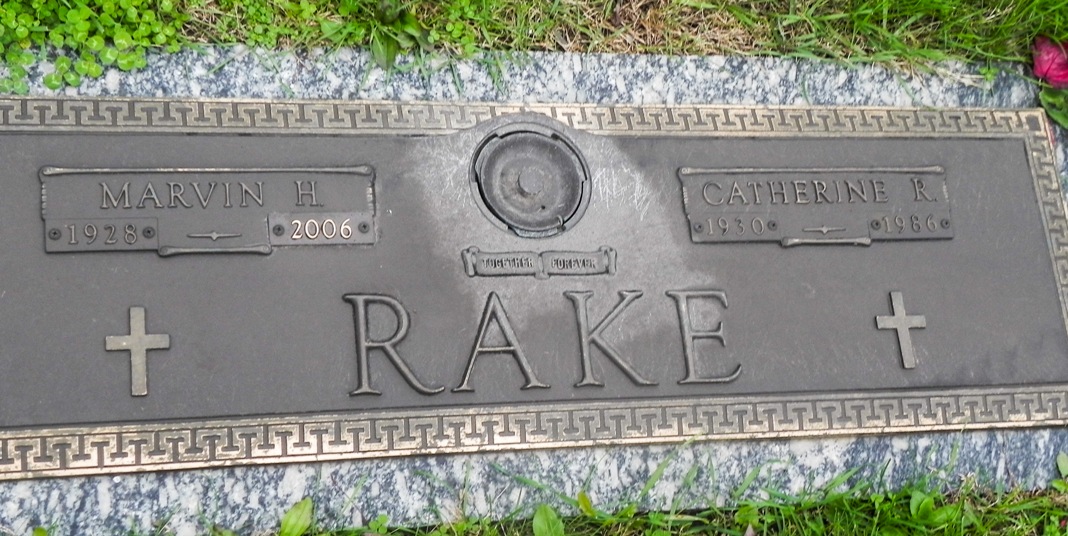 MARVIN H.
1928 2006
CATHERINE R.
1930 1986
TOGETHER FOREVER
RAKE